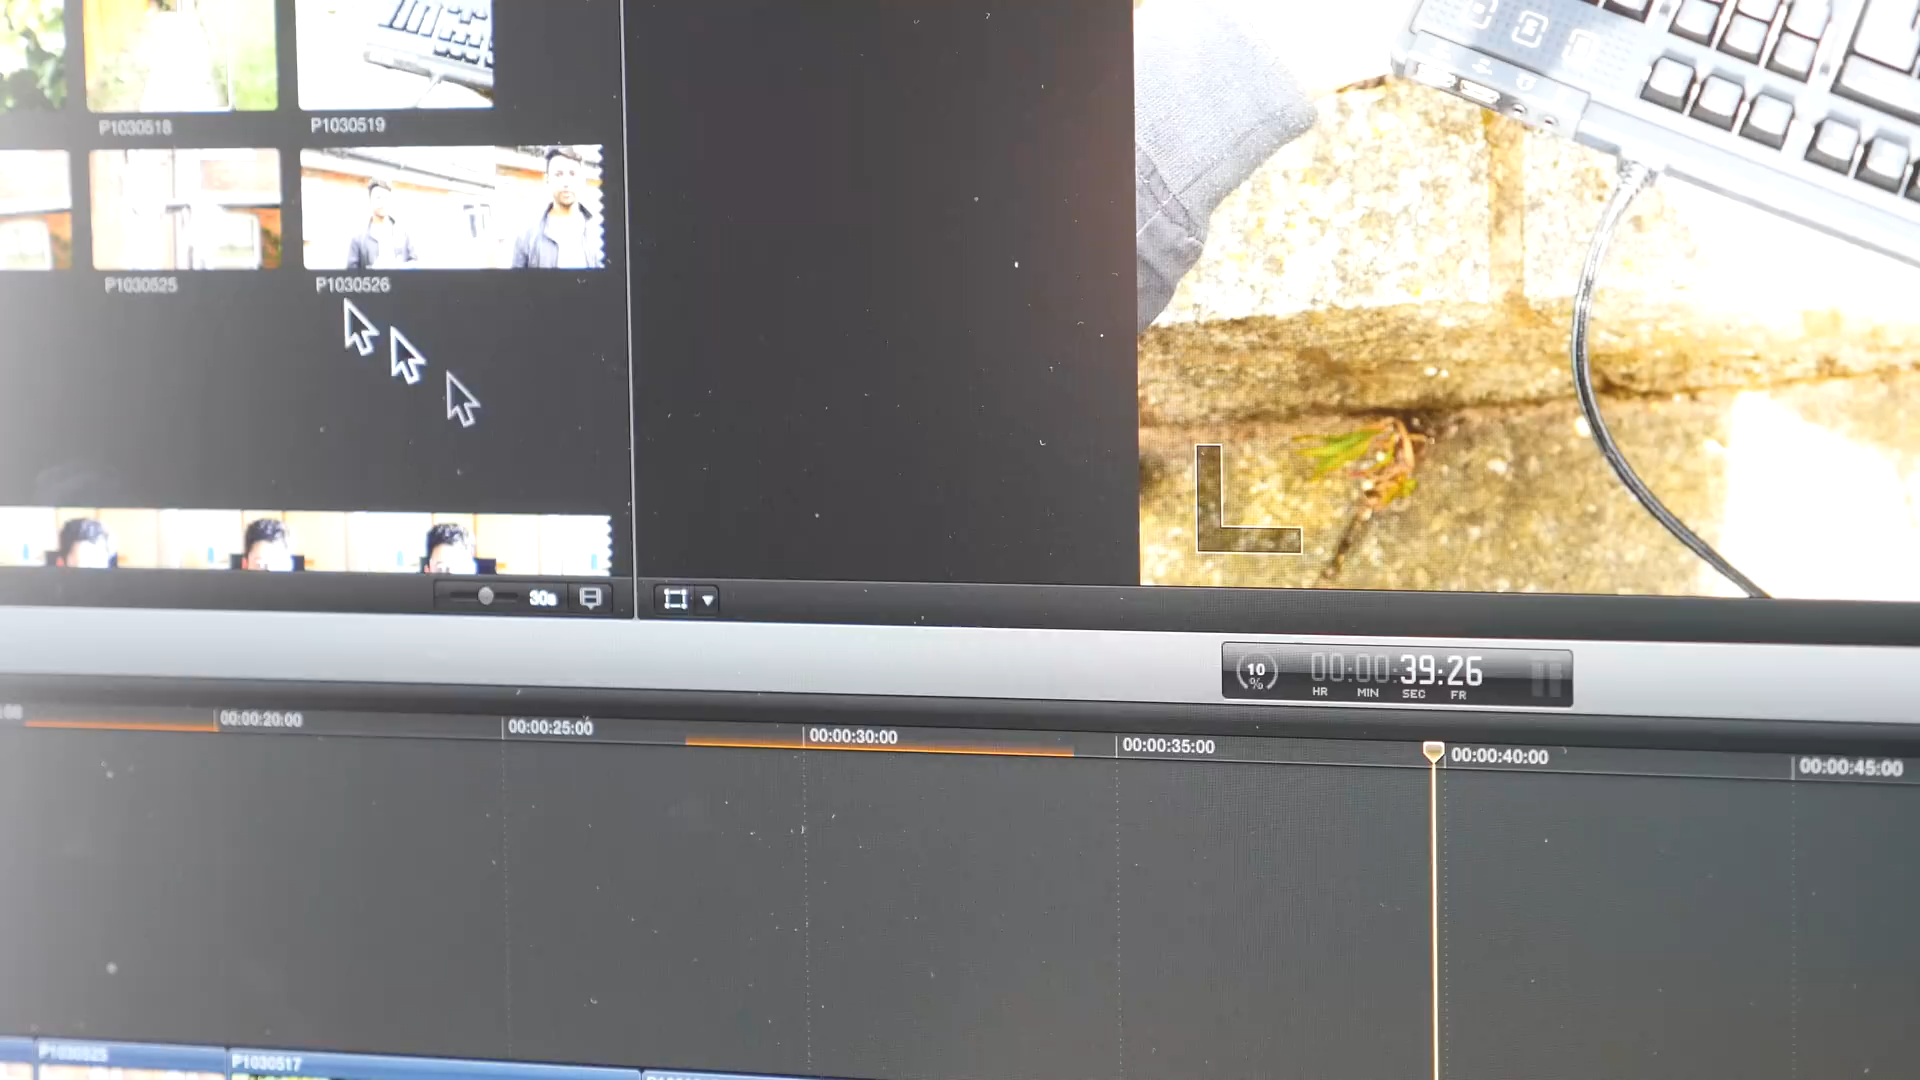 P1030518
P1030519
P1030525
P1030526
30s
10
%
00:00:39:26
HR MIN SEC FR
00:00:20:00
00:00:25:00
00:00:30:00
00:00:35:00
00:00:40:00
00:00:45:00
P1030525
P1030517